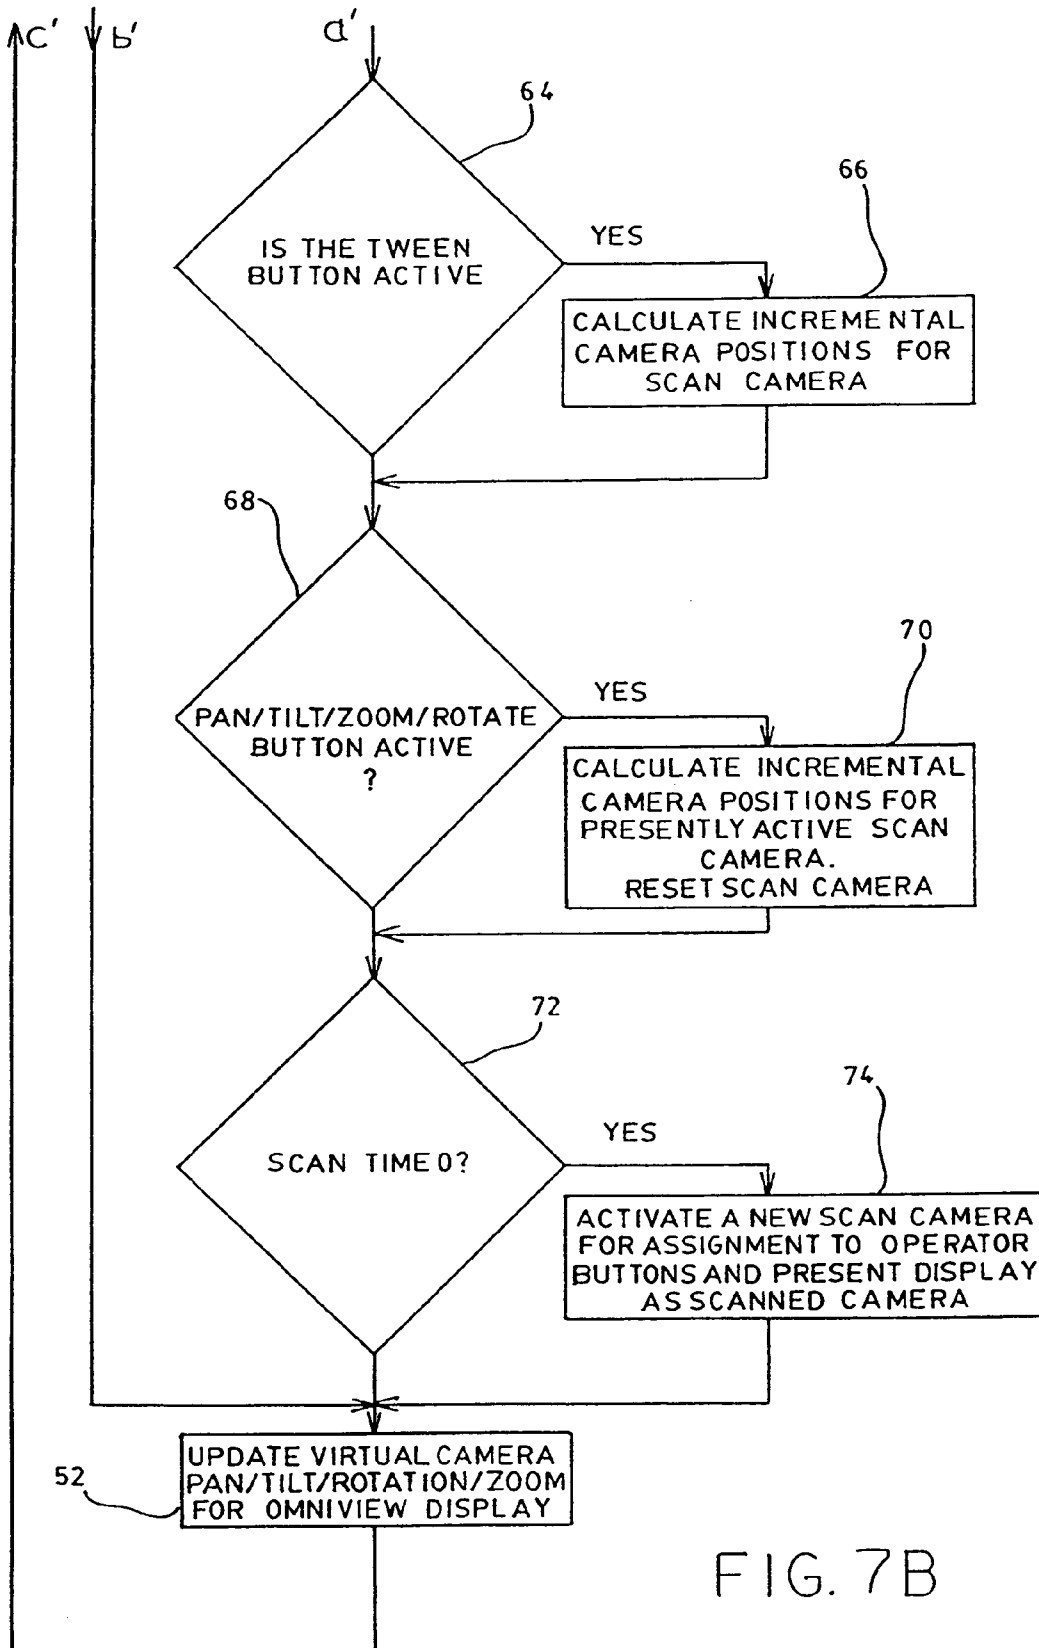 C' b' a'
64
66
IS THE TWEEN
BUTTON ACTIVE
YES
CALCULATE INCREMENTAL
CAMERA POSITIONS FOR
SCAN CAMERA
68
70
PAN/TILT/ZOOM/ROTATE
BUTTON ACTIVE
?
YES
CALCULATE INCREMENTAL
CAMERA POSITIONS FOR
PRESENTLY ACTIVE SCAN
CAMERA.
RESET SCAN CAMERA
72
74
SCAN TIME 0?
YES
ACTIVATE A NEW SCAN CAMERA
FOR ASSIGNMENT TO OPERATOR
BUTTONS AND PRESENT DISPLAY
AS SCANNED CAMERA
52
UPDATE VIRTUAL CAMERA
PAN/TILT/ROTATION/ZOOM
FOR OMNIVIEW DISPLAY
FIG. 7B